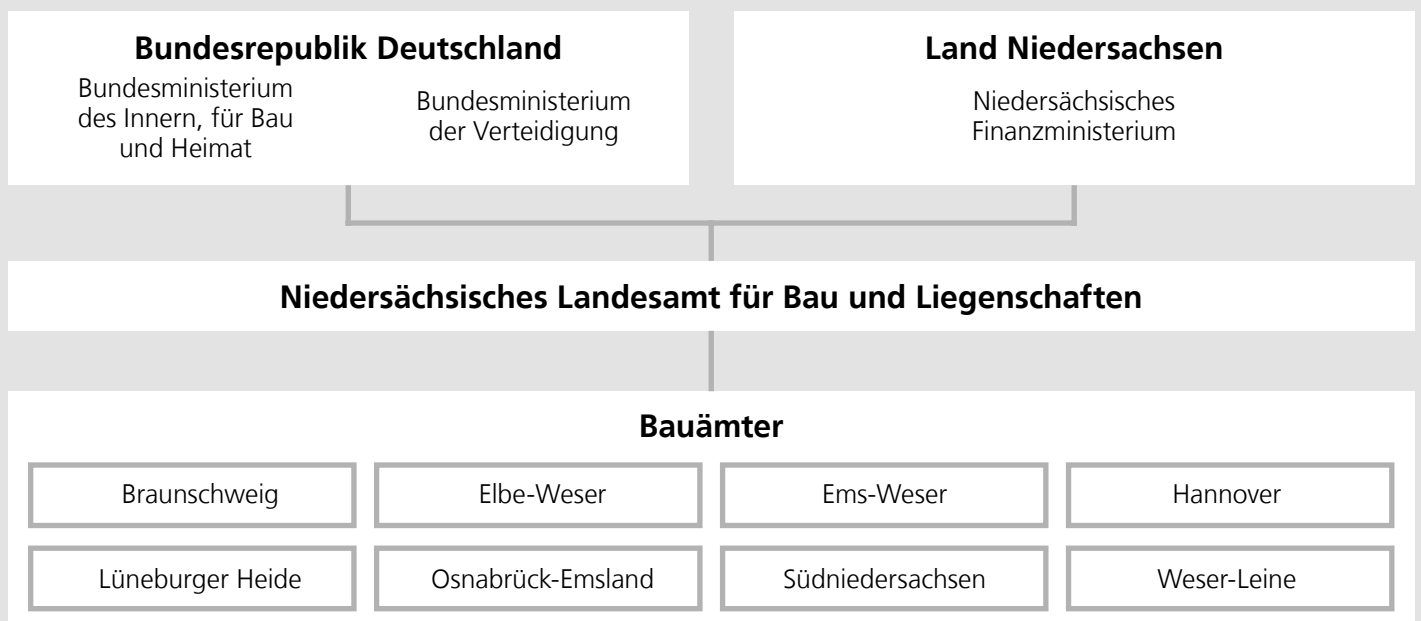 Bundesrepublik Deutschland
Bundesministerium
des Innern, für Bau
und Heimat
Bundesministerium
der Verteidigung
Land Niedersachsen
Niedersächsisches
Finanzministerium
Niedersächsisches Landesamt für Bau und Liegenschaften
Bauämter
Braunschweig
Elbe-Weser
Ems-Weser
Hannover
Lüneburger Heide
Osnabrück-Emsland
Südniedersachsen
Weser-Leine